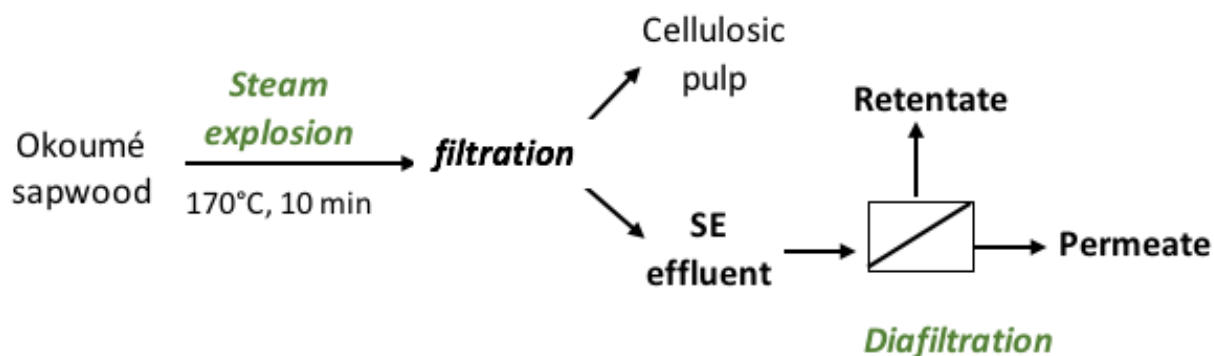 Okoumé
sapwood
Steam
explosion
170°C, 10 min
filtration
Cellulosic
pulp
SE
effluent
Retentate
Permeate
Diafiltration